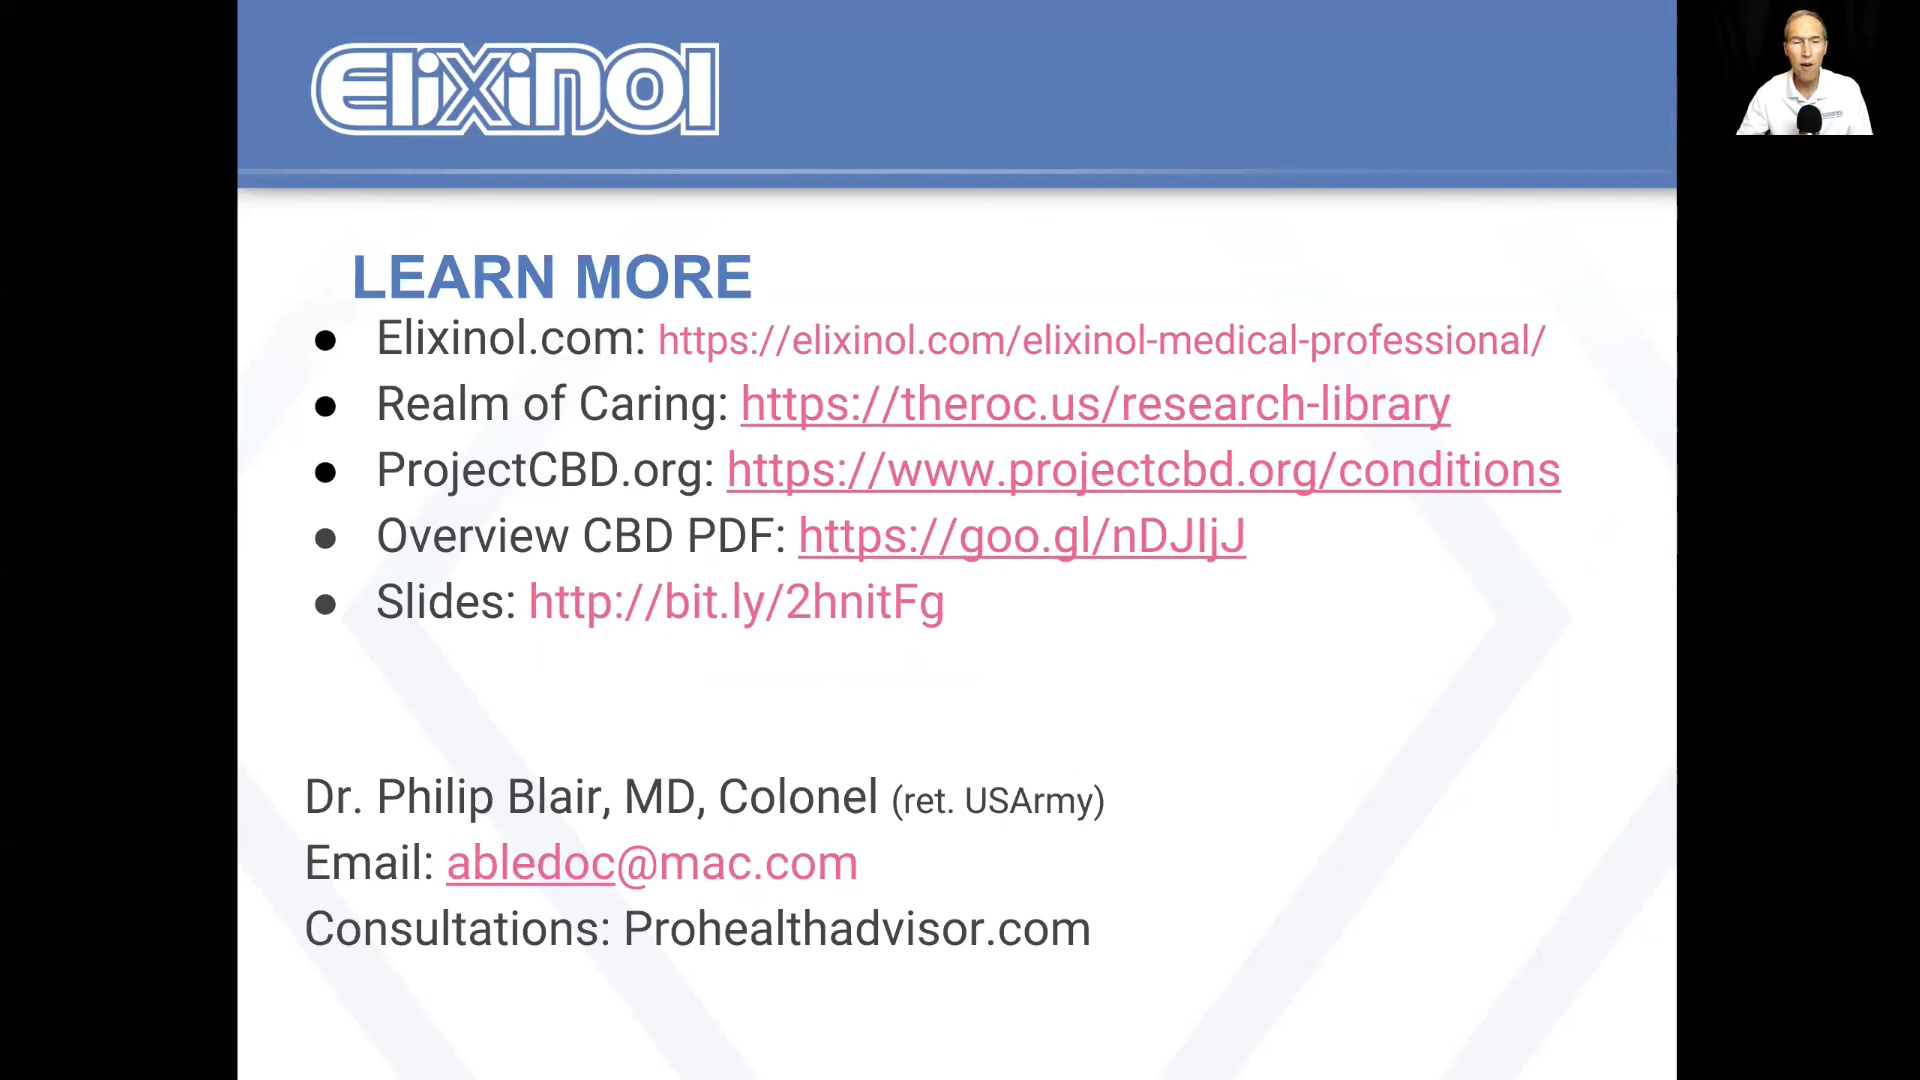 Elixinol
LEARN MORE
● Elixinol.com: https://elixinol.com/elixinol-medical-professional/
● Realm of Caring: https://theroc.us/research-library
● ProjectCBD.org: https://www.projectcbd.org/conditions
● Overview CBD PDF: https://goo.gl/nDJIjJ
● Slides: http://bit.ly/2hnitFg
Dr. Philip Blair, MD, Colonel (ret. USArmy)
Email: abledoc@mac.com
Consultations: Prohealthadvisor.com